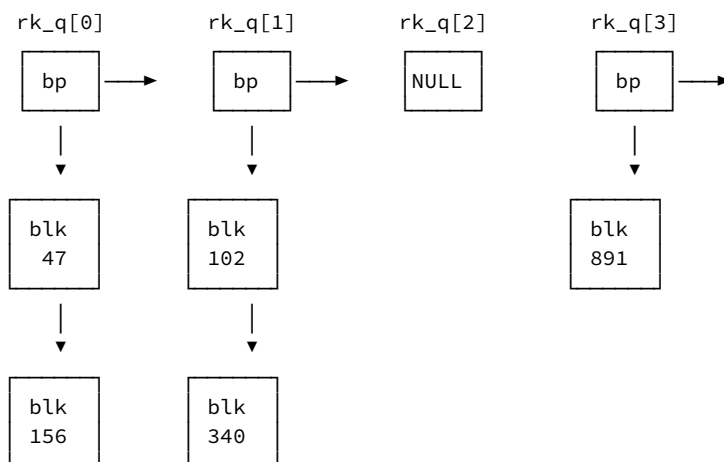 rk_q[0] rk_q[1] rk_q[2] rk_q[3]
bp bp NULL bp
blk blk blk
47 102 891
blk blk
156 340